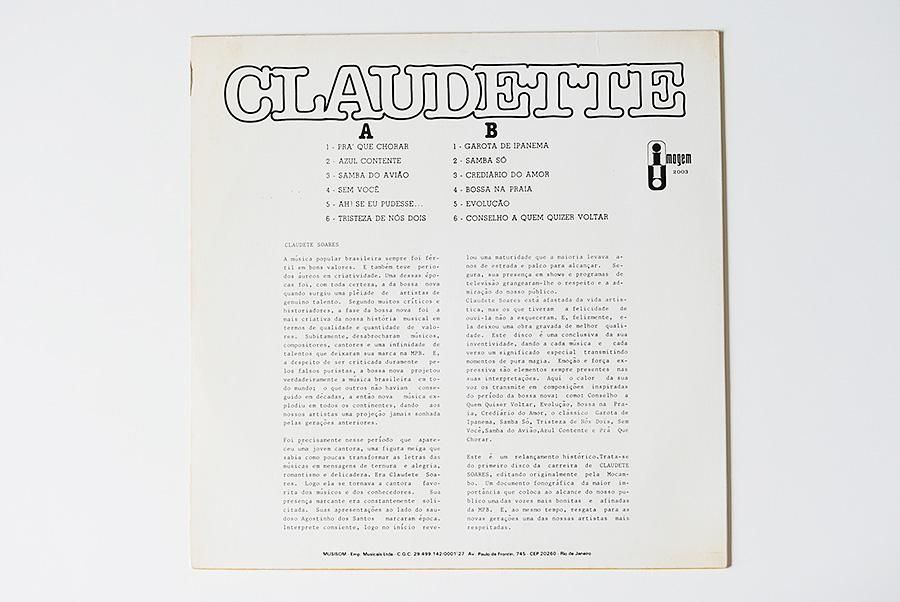 CLAUDETTE
A
1 - PRA' QUE CHORAR
2 - AZUL CONTENTE
3 - SAMBA DO AVIÃO
4 - SEM VOCÊ
5 - AH! SE EU PUDESSE...
6 - TRISTEZA DE NÓS DOIS
B
1 - GAROTA DE IPANEMA
2 - SAMBA SÓ
3 - CREDIÁRIO DO AMOR
4 - BOSSA NA PRAIA
5 - EVOLUÇÃO
6 - CONSELHO A QUEM QUIZER VOLTAR
imagem
2003
CLAUDETE SOARES
A música popular brasileira sempre foi fér-
til em bons valores. E também teve perio-
dos áureos em criatividade. Uma dessas épo-
cas foi, com toda certeza, a da bossa nova
quando surgiu uma plêiade de artistas de
genuino talento. Segundo muitos críticos e
historiadores, a fase da bossa nova foi a
mais criativa da nossa história musical em
termos de qualidade e quantidade de valo-
res. Subitamente, desabrocharam músicos,
compositores, cantores e uma infinidade de
talentos que deixaram sua marca na MPB. E,
a despeito de ser criticada duramente pe-
los falsos puristas, a bossa nova projetou
verdadeiramente a música brasileira em to-
do mundo; o que outros não haviam conse-
guido em decadas, a então nova música ex-
plodiu em todos os continentes, dando aos
nossos artistas uma projeção jamais sonhada
pelas gerações anteriores.
Foi precisamente nesse período que apare-
ceu uma jovem cantora, uma figura meiga que
sabia como poucas transformar as letras das
músicas em mensagens de ternura e alegria,
romantismo e delicadera. Era Claudete Soa-
res. Logo ela se tornava a cantora favo-
rita dos músicos e dos conhecedores. Sua
presença marcante era constantemente soli-
citada. Suas apresentações ao lado do sau-
doso Agostinho dos Santos marcaram época.
Interprete consiente, logo no início reve-
lou uma maturidade que a maioria levava a-
nos de estrada e palco para alcançar. Se-
gura, sua presença em shows e programas de
televisão grangearam-lhe o respeito e a ad-
miração do nosso público.
Claudete Soares está afastada da vida artis-
tica, mas os que tiveram a felicidade de
ouvi-la não a esqueceram. E, felizmente, e-
la deixou uma obra gravada de melhor quali-
dade. Este disco é uma conclusiva da sua
inventividade, dando a cada música e cada
verso um significado especial transmitindo
momentos de pura magia. Emoção e força ex-
pressiva são elementos sempre presentes nas
suas interpretações. Aqui o calor da sua
voz os transmite em composições inspiradas
do período da bossa nova; como: Conselho a
Quem Quiser Voltar, Evolução, Bossa na Pra-
ia, Crediário do Amor, o clássico Garota de
Ipanema, Samba Só, Tristeza de Nós Dois, Sem
Você,Samba do Avião,Azul Contente e Prá Que
Chorar.
Este é um relançamento histórico.Trata-se
do primeiro disco da carreira de CLAUDETE
SOARES, editando originalmente pela Mocam-
bo. Um documento fonográfica da maior im-
portância que coloca ao alcance do nosso pu-
blico uma das vozes mais bonitas e afinadas
da MPB. E, ao mesmo tempo, resgata para as
novas gerações uma das nossas artistas mais
respeitadas.
MUSISOM - Emp. Musicais Ltda - C.G.C. 29.499.142/0001'27 Av. Paulo de Frontin, 745 - CEP 20260 - Rio de Janeiro